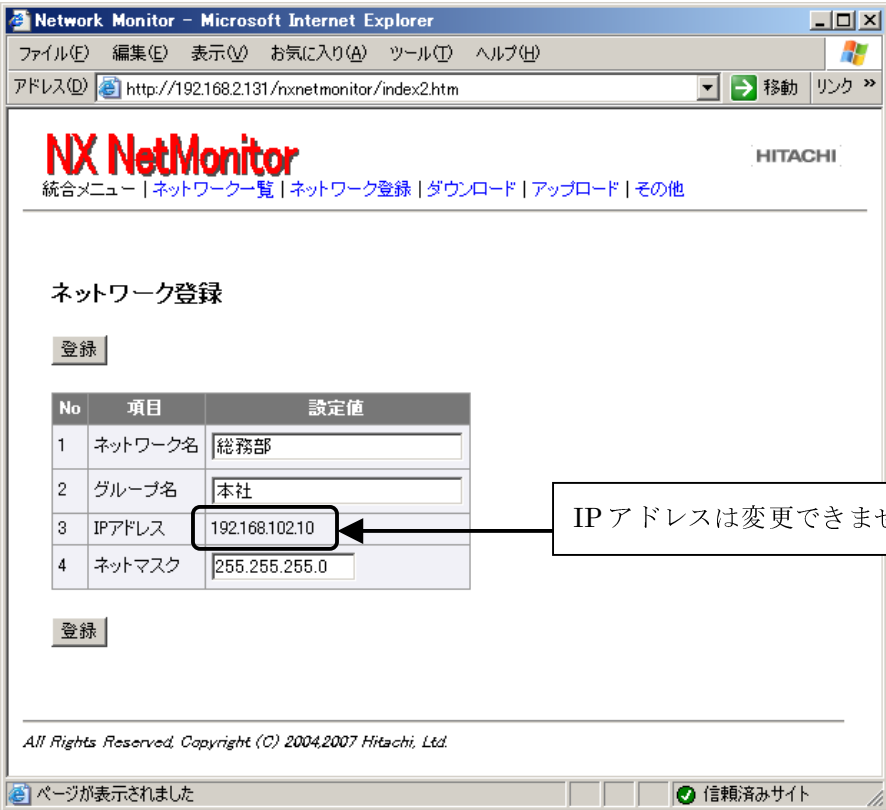 Network Monitor - Microsoft Internet Explorer
ファイル(F) 編集(E) 表示(V) お気に入り(A) ツール(T) ヘルプ(H)
アドレス(D) http://192.168.2.131/nxnetmonitor/index2.htm 移動 リンク »
NX NetMonitor
HITACHI
統合メニュー | ネットワーク一覧 | ネットワーク登録 | ダウンロード | アップロード | その他
ネットワーク登録
登録
No 項目 設定値
1 ネットワーク名 総務部
2 グループ名 本社
3 IPアドレス 192.168.102.10
4 ネットマスク 255.255.255.0
IPアドレスは変更できませ
登録
All Rights Reserved, Copyright (C) 2004,2007 Hitachi, Ltd.
ページが表示されました 信頼済みサイト